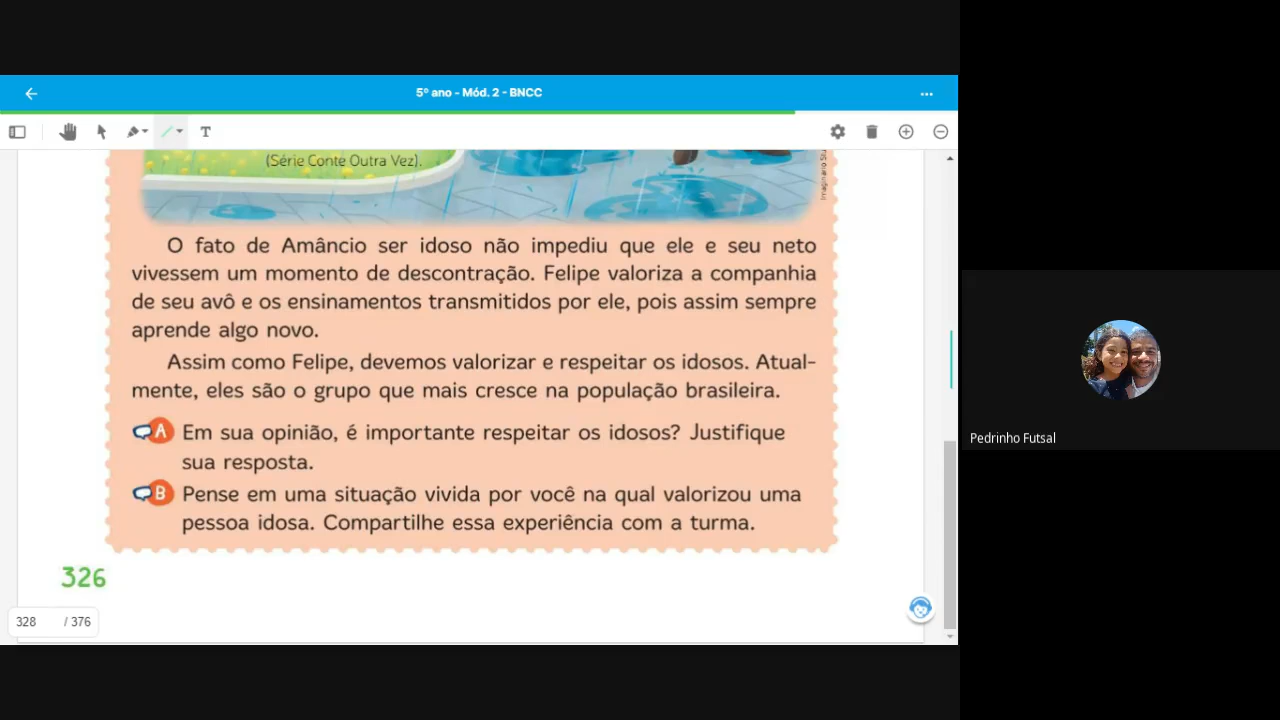 5º ano - Mód. 2 - BNCC
T
(Série Conte Outra Vez).
O fato de Amâncio ser idoso não impediu que ele e seu neto
vivessem um momento de descontração. Felipe valoriza a companhia
de seu avô e os ensinamentos transmitidos por ele, pois assim sempre
aprende algo novo.
Assim como Felipe, devemos valorizar e respeitar os idosos. Atual-
mente, eles são o grupo que mais cresce na população brasileira.
A Em sua opinião, é importante respeitar os idosos? Justifique
sua resposta.
B Pense em uma situação vivida por você na qual valorizou uma
pessoa idosa. Compartilhe essa experiência com a turma.
326
328 / 376
Pedrinho Futsal